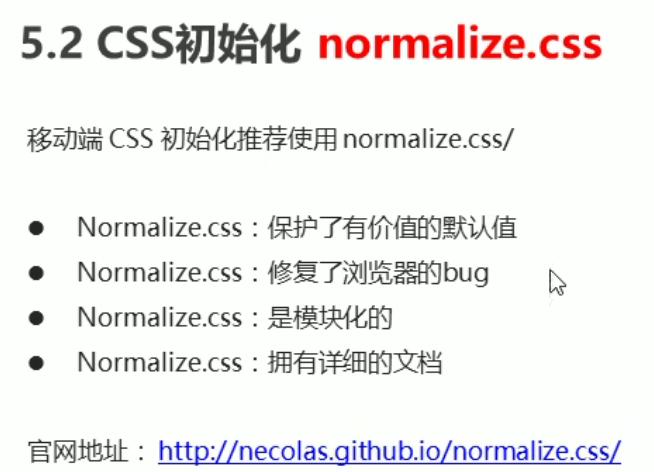 5.2 CSS初始化 normalize.css
移动端 CSS 初始化推荐使用 normalize.css/
● Normalize.css：保护了有价值的默认值
● Normalize.css：修复了浏览器的bug
● Normalize.css：是模块化的
● Normalize.css：拥有详细的文档
官网地址： http://necolas.github.io/normalize.css/